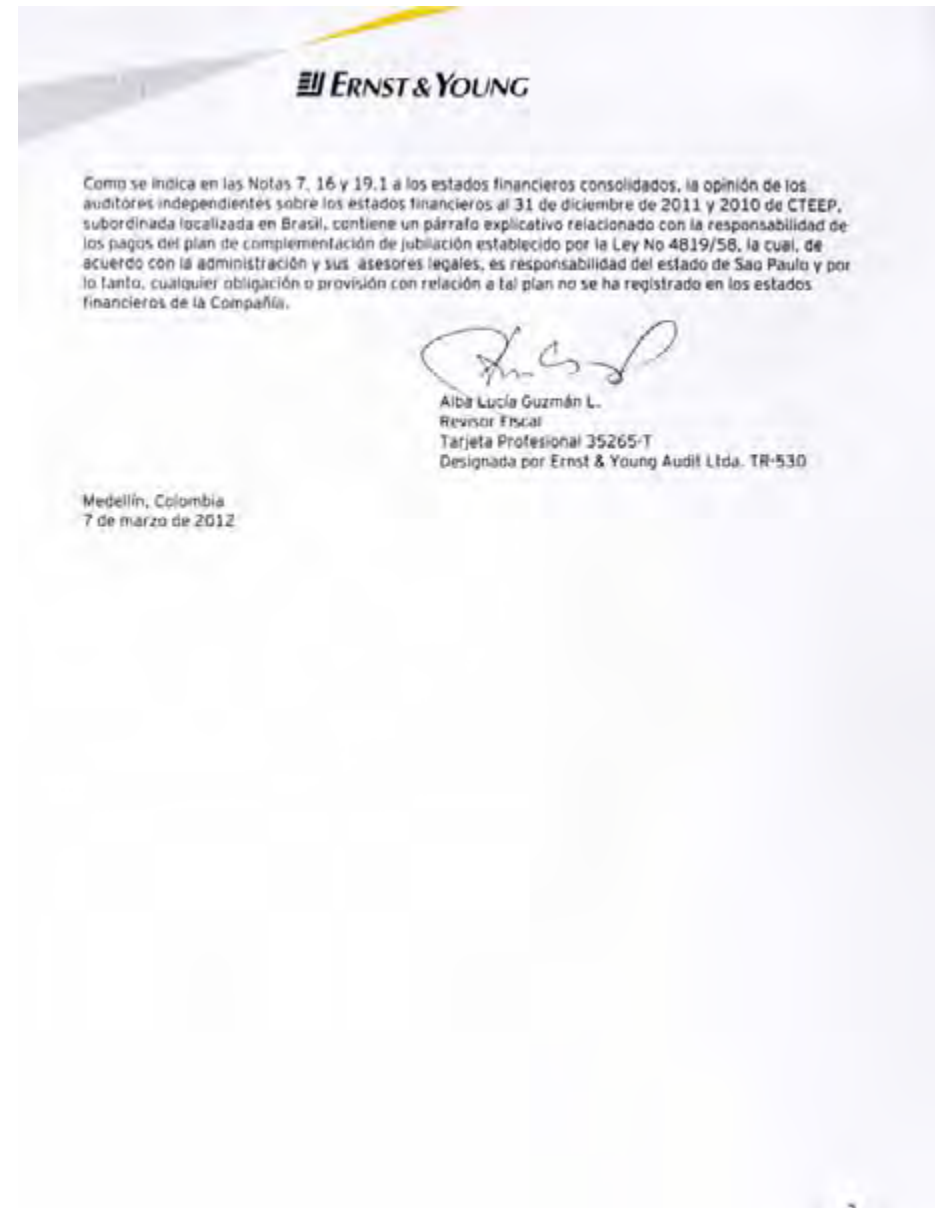 ERNST & YOUNG
Como se indica en las Notas 7, 16 y 19.1 a los estados financieros consolidados, la opinión de los
auditores independientes sobre los estados financieros al 31 de diciembre de 2011 y 2010 de CTEEP,
subordinada localizada en Brasil, contiene un párrafo explicativo relacionado con la responsabilidad de
los pagos del plan de complementación de jubilación establecido por la Ley No 4819/58, la cual, de
acuerdo con la administración y sus asesores legales, es responsabilidad del estado de Sao Paulo y por
lo tanto, cualquier obligación o provisión con relación a tal plan no se ha registrado en los estados
financieros de la Compañía.
Alba Lucía Guzmán L.
Revisor Fiscal
Tarjeta Profesional 35265-T
Designada por Ernst & Young Audit Ltda. TR-530
Medellín, Colombia
7 de marzo de 2012